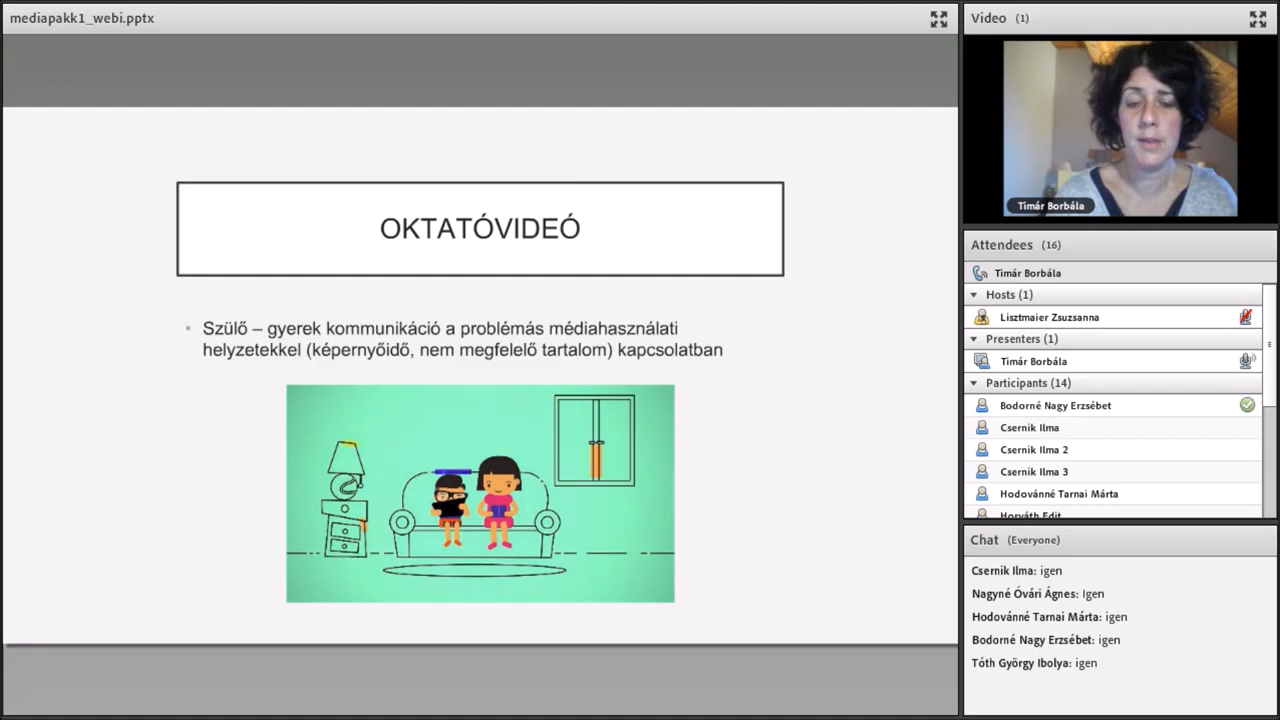 mediapakk1_webi.pptx
OKTATÓVIDEÓ
• Szülő – gyerek kommunikáció a problémás médiahasználati
helyzetekkel (képernyőidő, nem megfelelő tartalom) kapcsolatban
Video (1)
Timár Borbála
Attendees (16)
Timár Borbála
Hosts (1)
Lisztmaier Zsuzsanna
Presenters (1)
Timár Borbála
Participants (14)
Bodorné Nagy Erzsébet
Csernik Ilma
Csernik Ilma 2
Csernik Ilma 3
Hodovánné Tarnai Márta
Horváth Edit
Chat (Everyone)
Csernik Ilma: igen
Nagyné Óvári Ágnes: Igen
Hodovánné Tarnai Márta: igen
Bodorné Nagy Erzsébet: igen
Tóth György Ibolya: igen